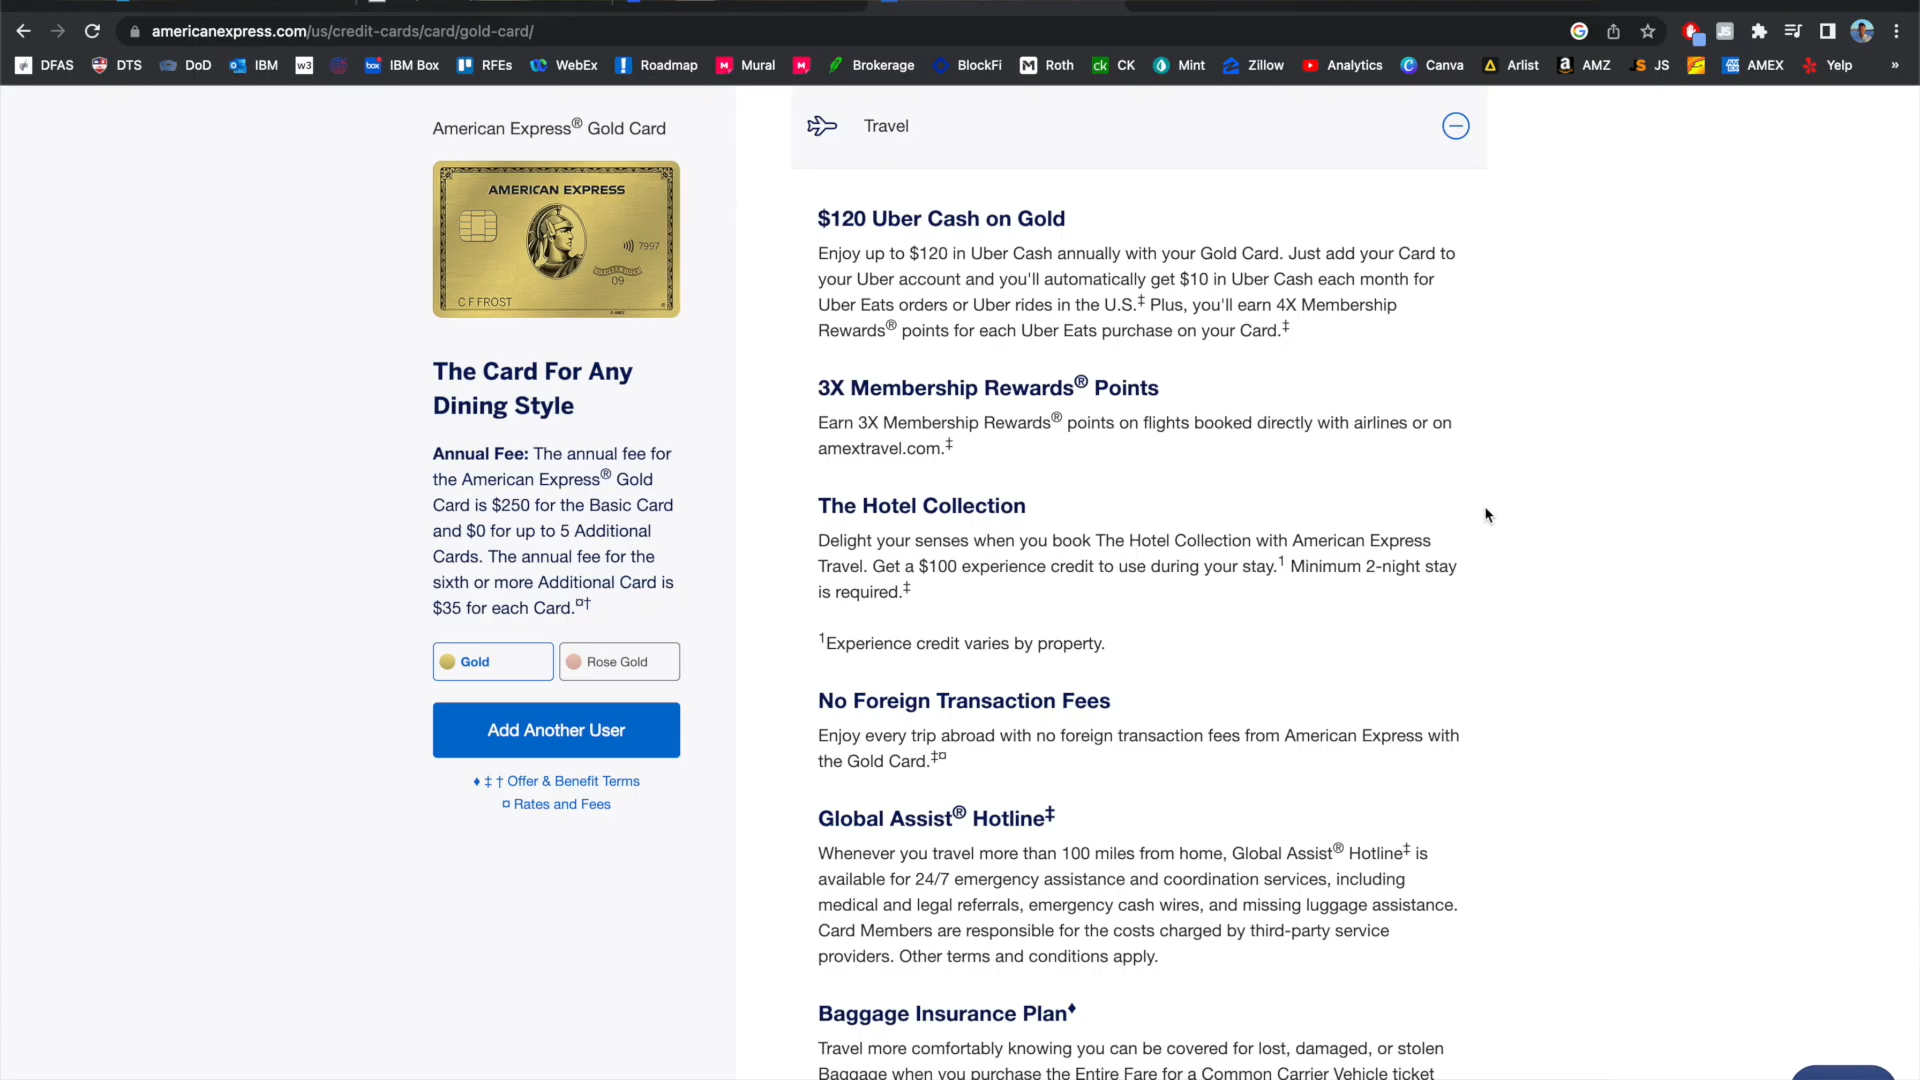 americanexpress.com/us/credit-cards/card/gold-card/
DFAS DTS DoD IBM w3 box IBM Box RFEs WebEx Roadmap Mural Brokerage BlockFi Roth ck CK Mint Zillow Analytics Canva Arlist AMZ JS AMEX Yelp »
American Express® Gold Card
AMERICAN EXPRESS
7997
09
C F FROST
The Card For Any
Dining Style
Annual Fee: The annual fee for
the American Express® Gold
Card is $250 for the Basic Card
and $0 for up to 5 Additional
Cards. The annual fee for the
sixth or more Additional Card is
$35 for each Card.¤†
Gold
Rose Gold
Add Another User
♦ ‡ † Offer & Benefit Terms
¤ Rates and Fees
Travel
$120 Uber Cash on Gold
Enjoy up to $120 in Uber Cash annually with your Gold Card. Just add your Card to
your Uber account and you'll automatically get $10 in Uber Cash each month for
Uber Eats orders or Uber rides in the U.S.‡ Plus, you'll earn 4X Membership
Rewards® points for each Uber Eats purchase on your Card.‡
3X Membership Rewards® Points
Earn 3X Membership Rewards® points on flights booked directly with airlines or on
amextravel.com.‡
The Hotel Collection
Delight your senses when you book The Hotel Collection with American Express
Travel. Get a $100 experience credit to use during your stay.¹ Minimum 2-night stay
is required.‡
¹Experience credit varies by property.
No Foreign Transaction Fees
Enjoy every trip abroad with no foreign transaction fees from American Express with
the Gold Card.‡¤
Global Assist® Hotline‡
Whenever you travel more than 100 miles from home, Global Assist® Hotline‡ is
available for 24/7 emergency assistance and coordination services, including
medical and legal referrals, emergency cash wires, and missing luggage assistance.
Card Members are responsible for the costs charged by third-party service
providers. Other terms and conditions apply.
Baggage Insurance Plan♦
Travel more comfortably knowing you can be covered for lost, damaged, or stolen
Baggage when you purchase the Entire Fare for a Common Carrier Vehicle ticket